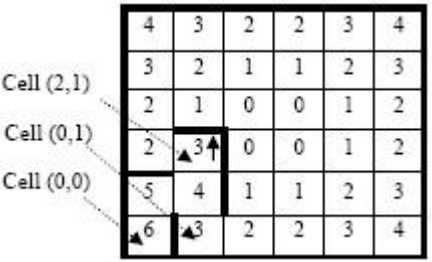 4 3 2 2 3 4
3 2 1 1 2 3
Cell (2,1)
2 1 0 0 1 2
Cell (0,1)
2 3 0 0 1 2
Cell (0,0)
5 4 1 1 2 3
6 3 2 2 3 4